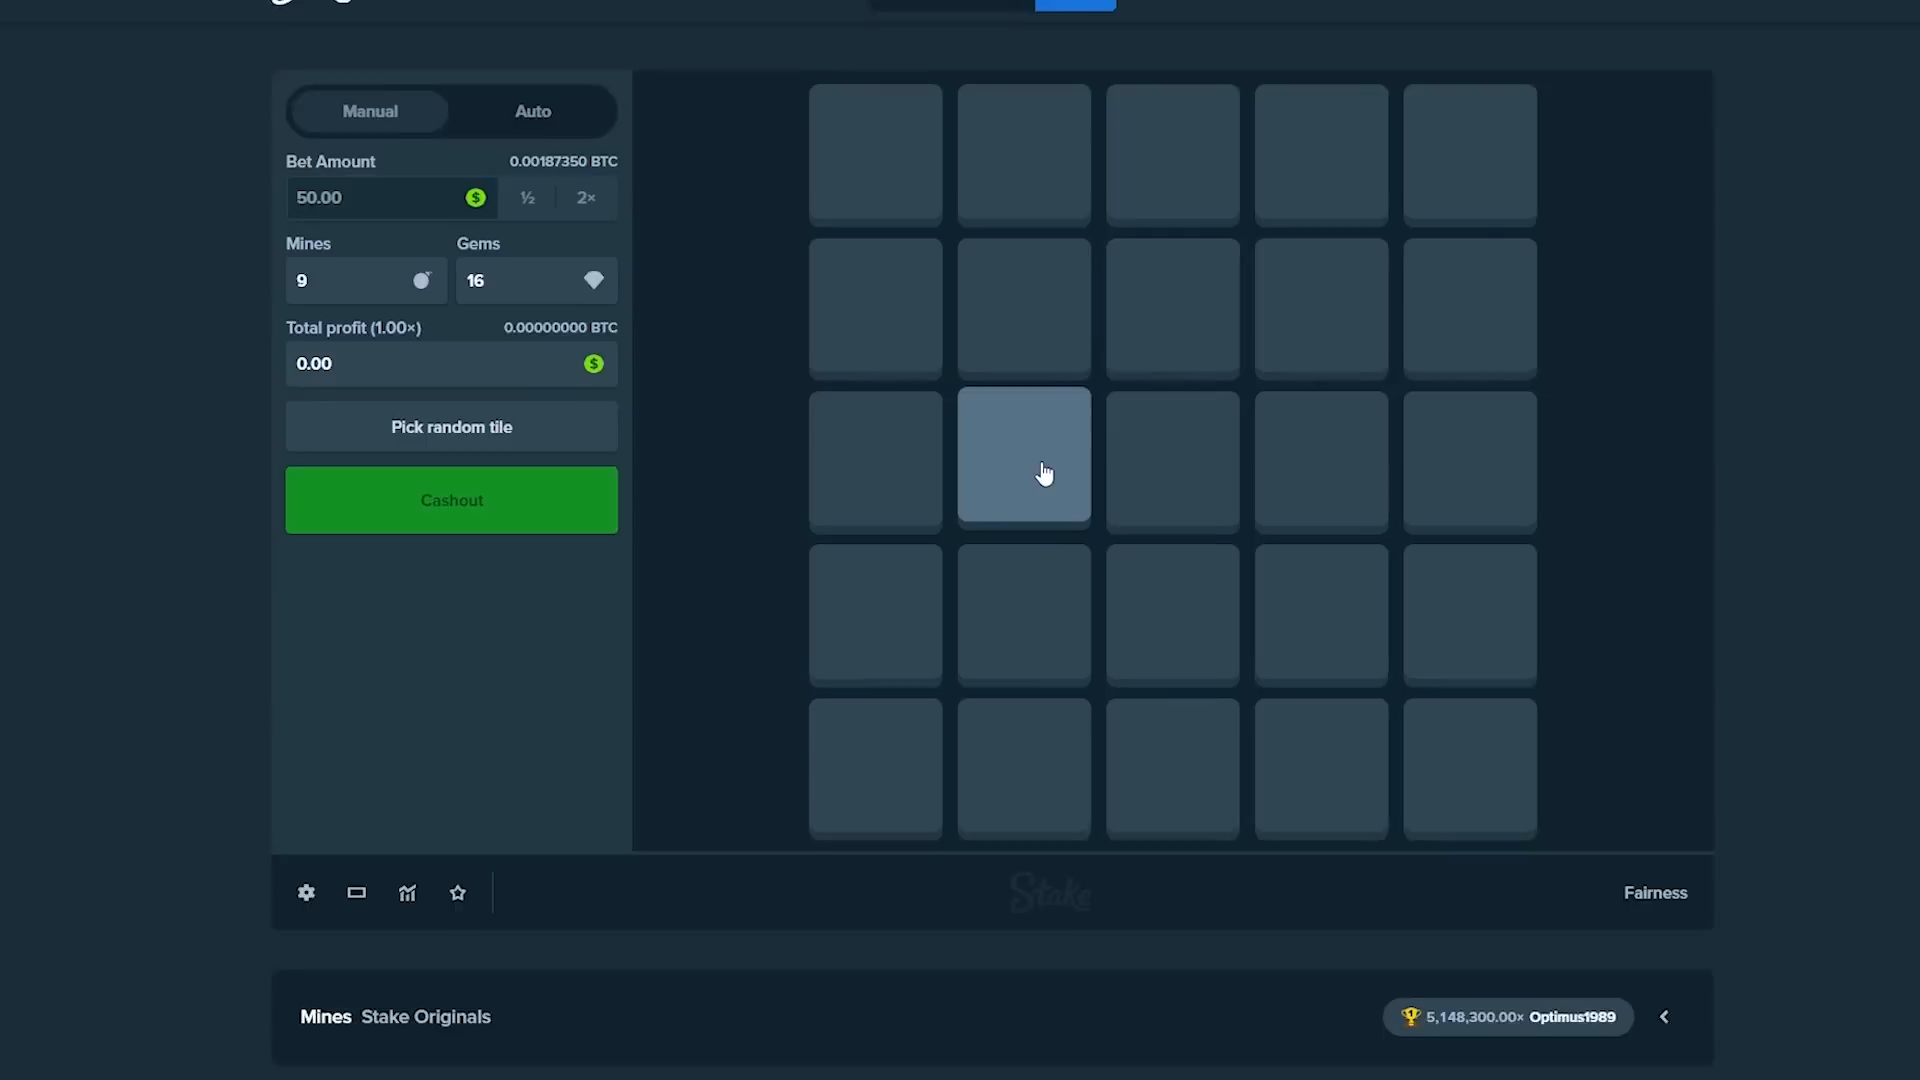 Manual Auto
Bet Amount 0.00187350 BTC
50.00 $ ½ 2×
Mines Gems
9 16
Total profit (1.00×) 0.00000000 BTC
0.00 $
Pick random tile
Cashout
Stake Fairness
Mines Stake Originals 1 5,148,300.00× Optimus1989